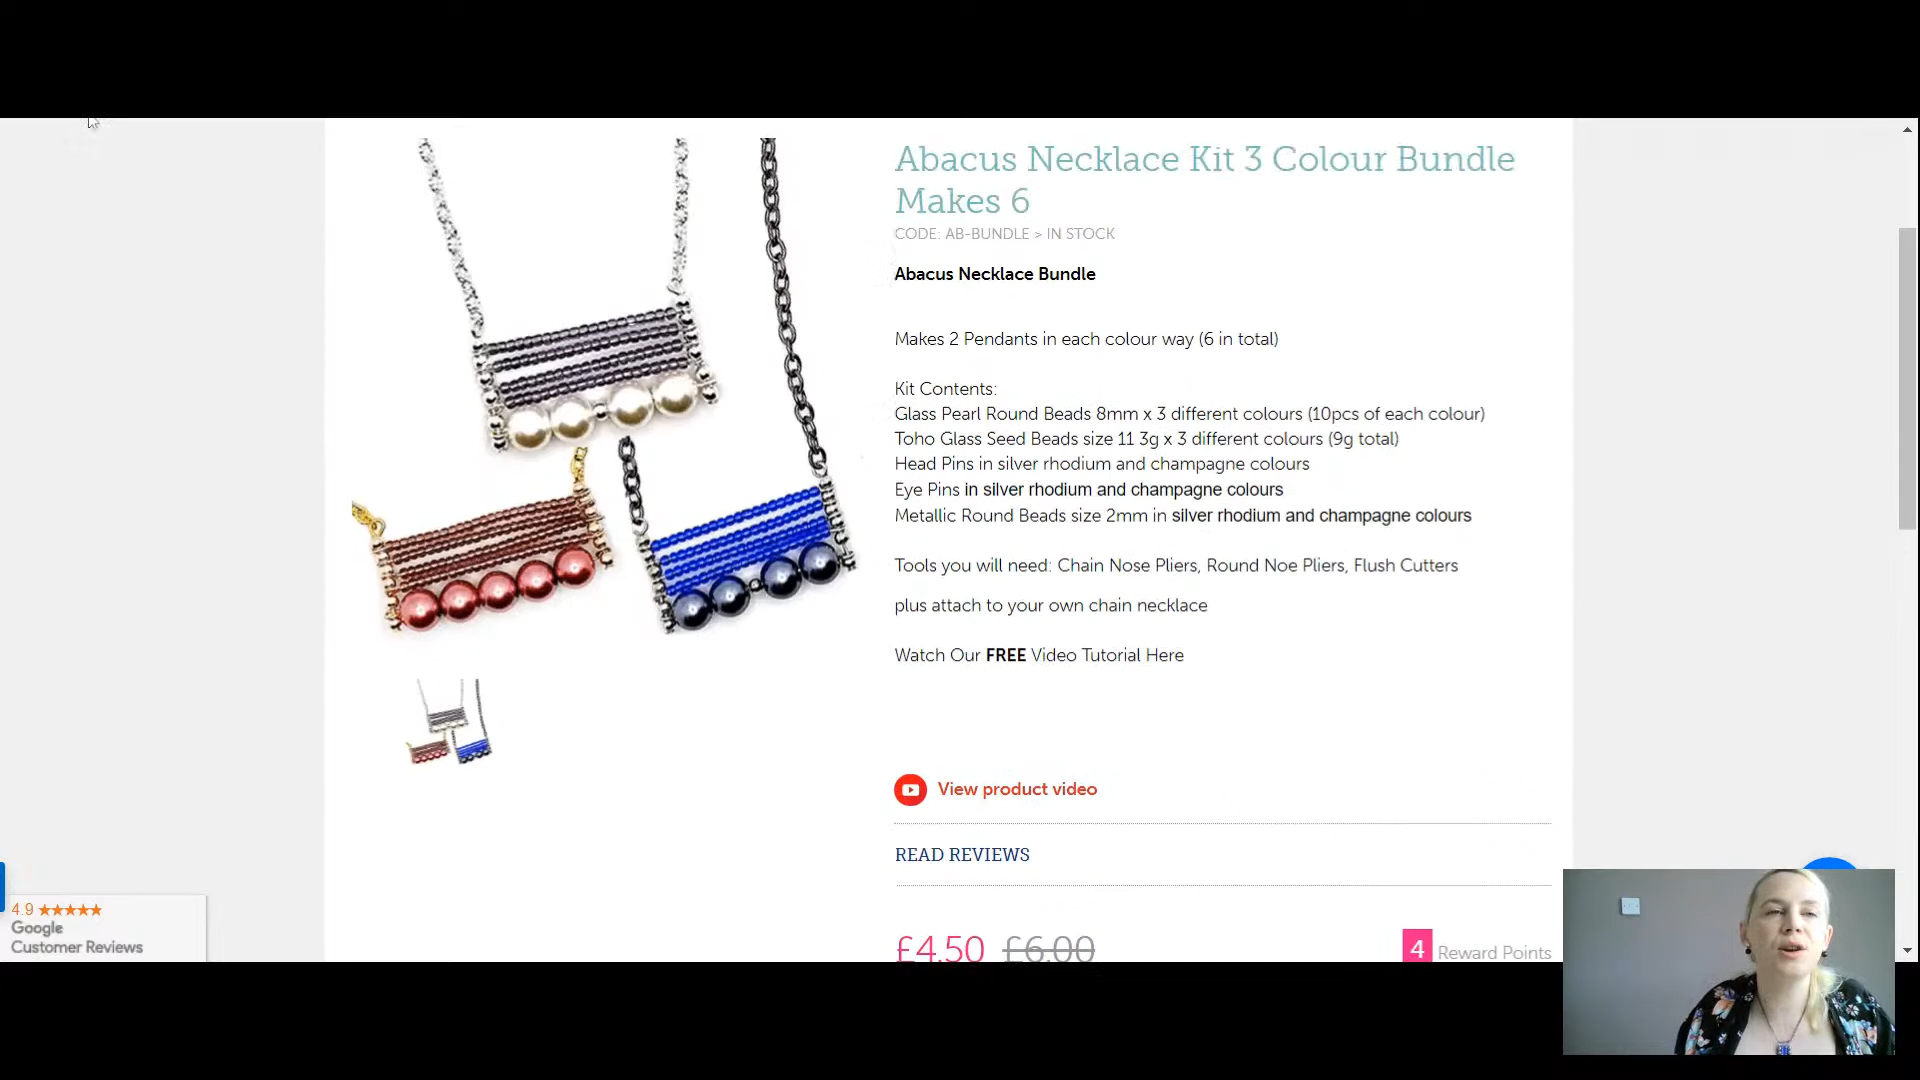 Abacus Necklace Kit 3 Colour Bundle
Makes 6
CODE: AB-BUNDLE > IN STOCK
Abacus Necklace Bundle
Makes 2 Pendants in each colour way (6 in total)
Kit Contents:
Glass Pearl Round Beads 8mm x 3 different colours (10pcs of each colour)
Toho Glass Seed Beads size 11 3g x 3 different colours (9g total)
Head Pins in silver rhodium and champagne colours
Eye Pins in silver rhodium and champagne colours
Metallic Round Beads size 2mm in silver rhodium and champagne colours
Tools you will need: Chain Nose Pliers, Round Noe Pliers, Flush Cutters
plus attach to your own chain necklace
Watch Our FREE Video Tutorial Here
View product video
READ REVIEWS
£4.50 £6.00
4 Reward Points
4.9 ★★★★★
Google
Customer Reviews